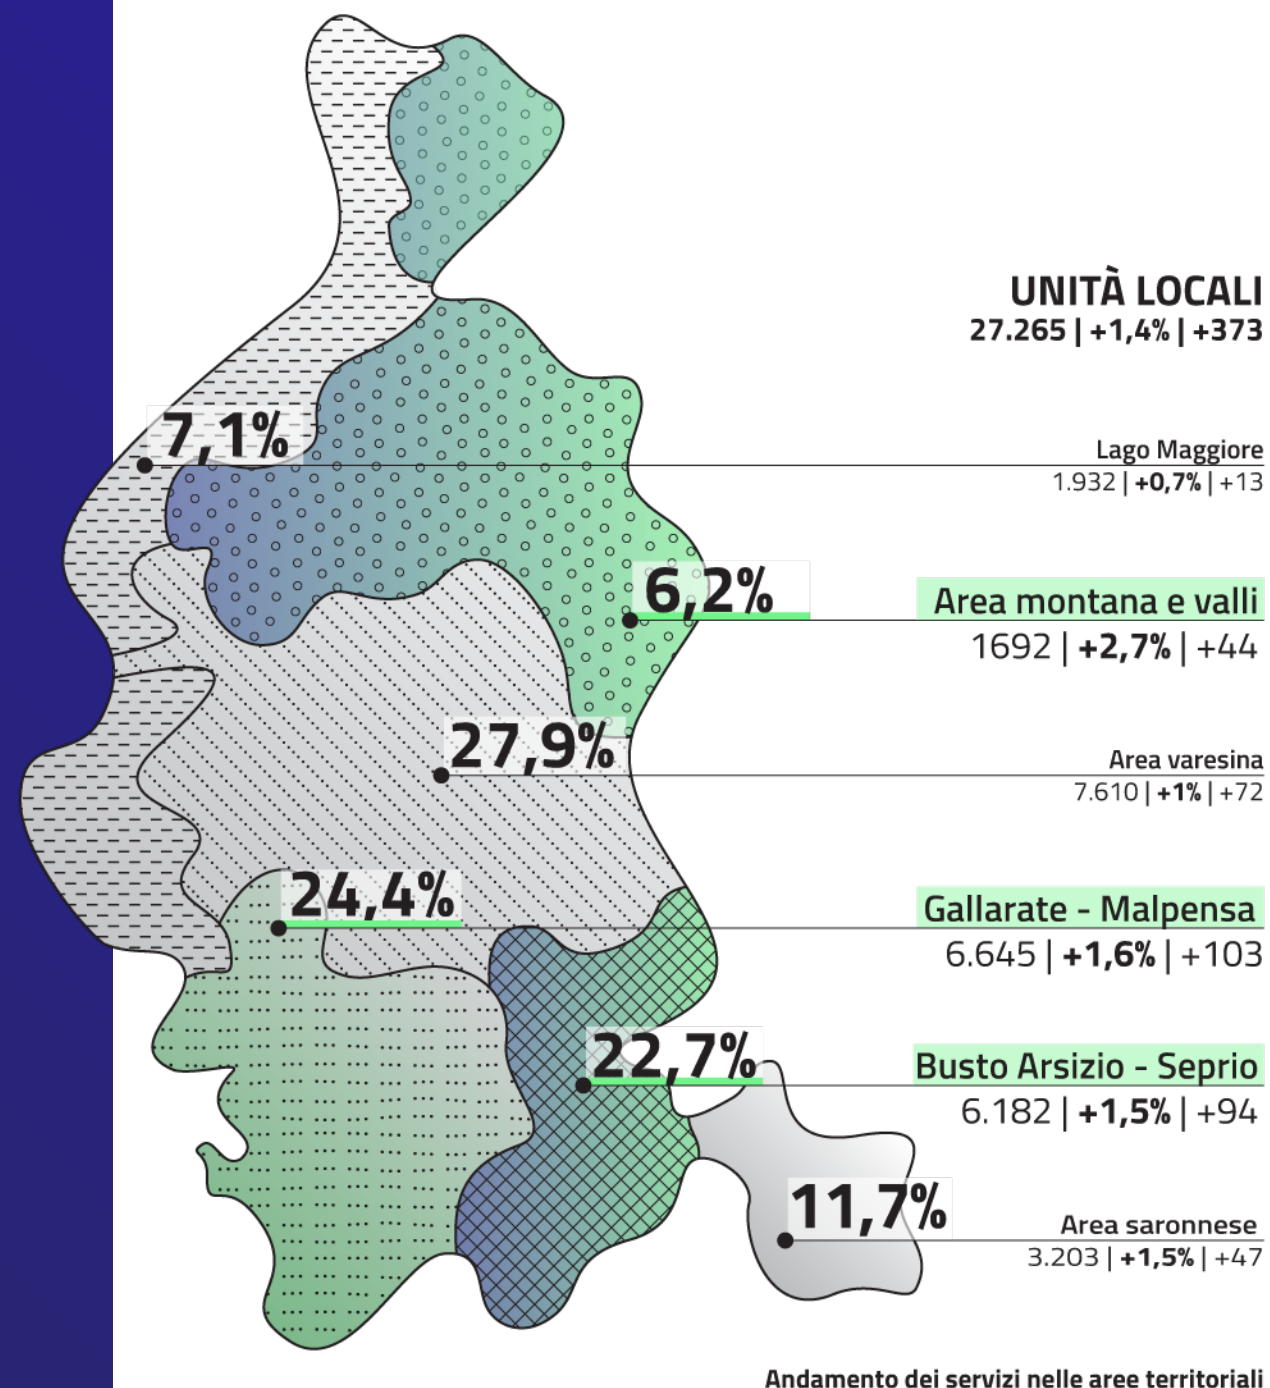 UNITÀ LOCALI
27.265 | +1,4% | +373
7,1%
Lago Maggiore
1.932 | +0,7% | +13
6,2%
Area montana e valli
1692 | +2,7% | +44
27,9%
Area varesina
7.610 | +1% | +72
24,4%
Gallarate - Malpensa
6.645 | +1,6% | +103
22,7%
Busto Arsizio - Seprio
6.182 | +1,5% | +94
11,7%
Area saronnese
3.203 | +1,5% | +47
Andamento dei servizi nelle aree territoriali